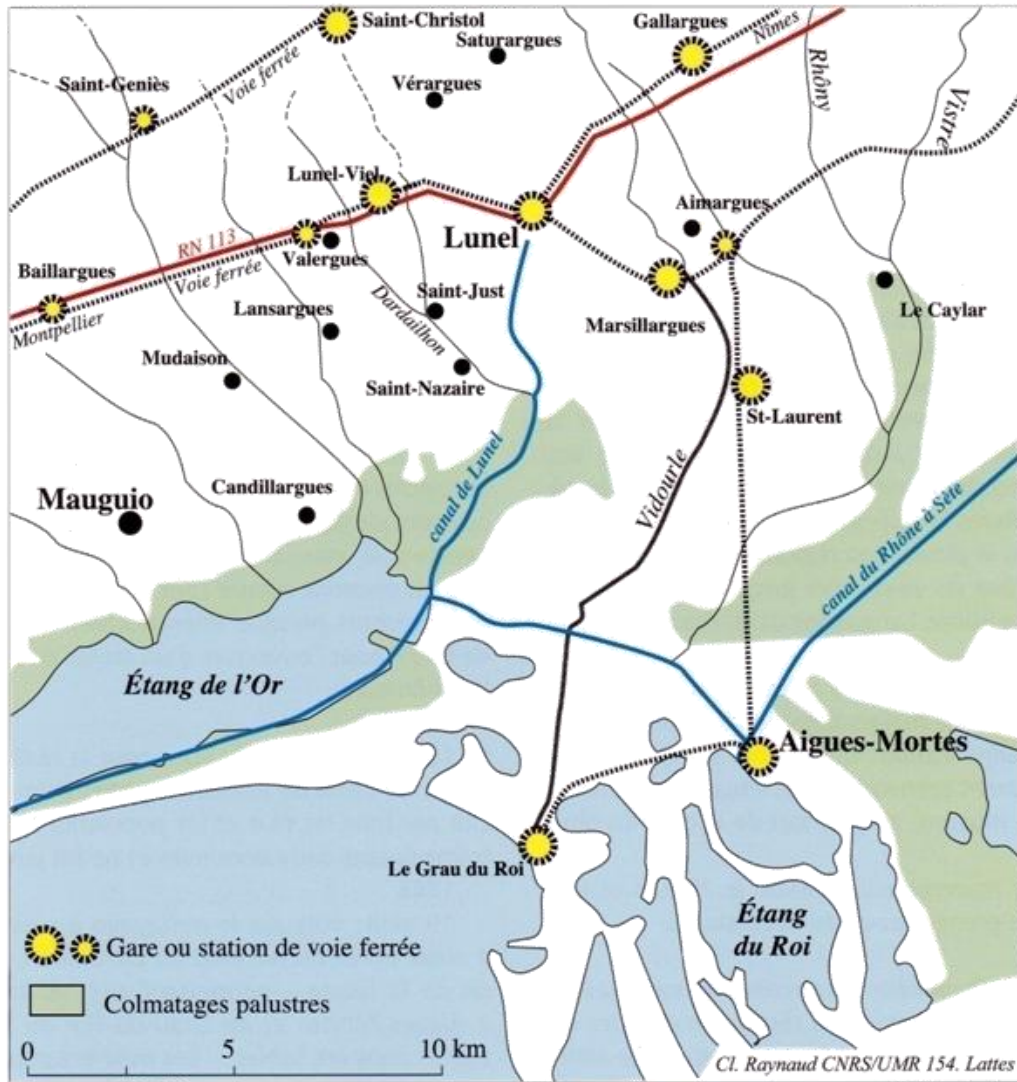 Saint-Christol
Gallargues
Saturargues
Nîmes
Saint-Geniès
Voie ferrée
Vérargues
Rhôny
Vistre
Lunel-Viel
Aimargues
Lunel
RN 113
Baillargues
Valergues
Voie ferrée
Montpellier
Lansargues
Dardailhon
Saint-Just
Marsillargues
Le Caylar
Mudaison
Saint-Nazaire
St-Laurent
Mauguio
Candillargues
canal de Lunel
Vidourle
canal du Rhône à Sète
Étang de l’Or
Aigues-Mortes
Le Grau du Roi
Étang
du Roi
Gare ou station de voie ferrée
Colmatages palustres
0 5 10 km
Cl. Raynaud CNRS/UMR 154. Lattes